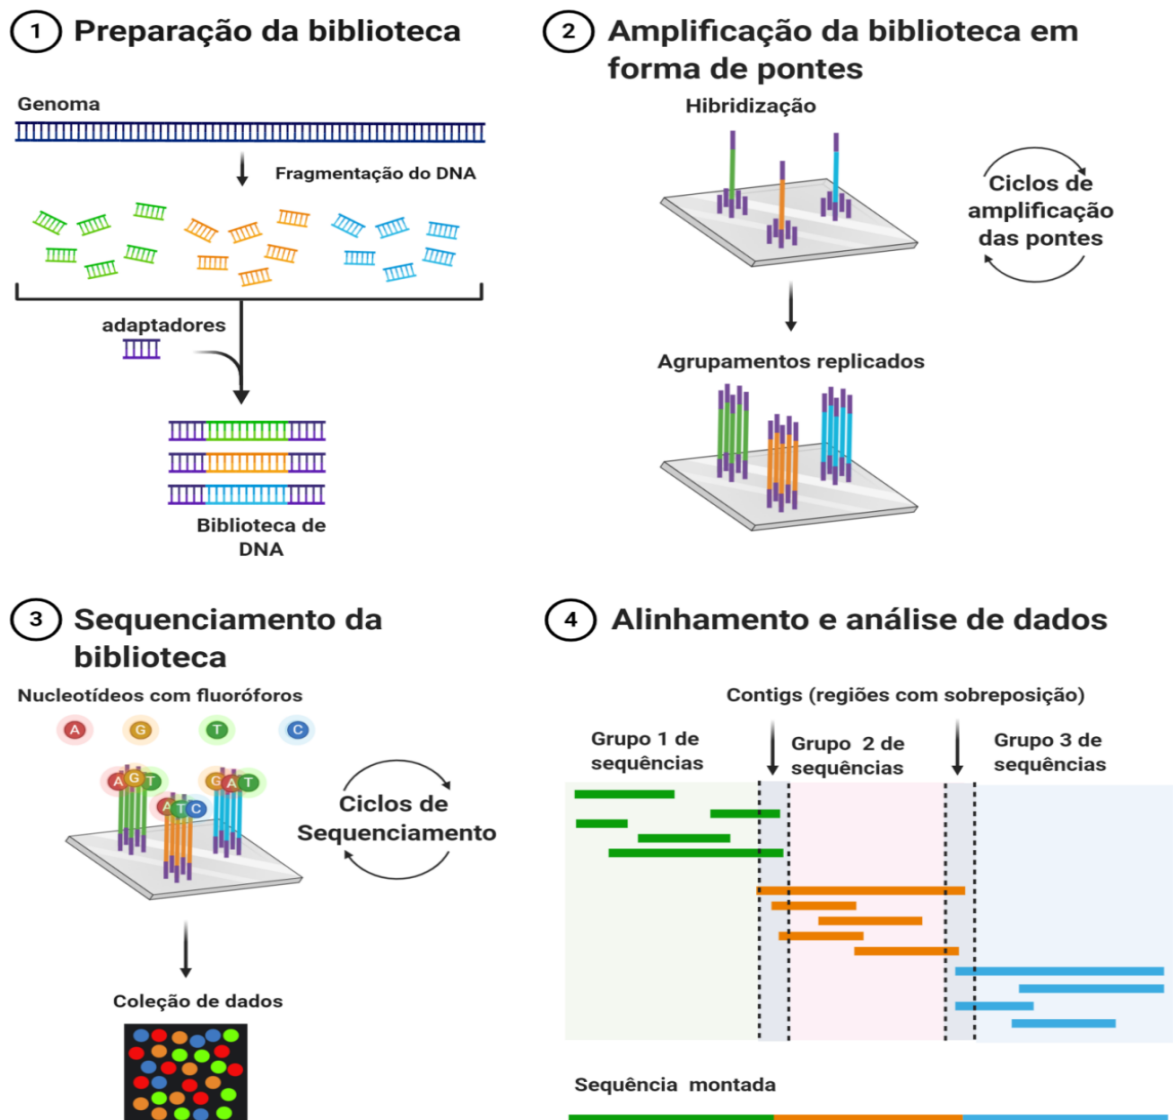 1 Preparação da biblioteca
Genoma
Fragmentação do DNA
adaptadores
Biblioteca de
DNA
2 Amplificação da biblioteca em
forma de pontes
Hibridização
Ciclos de
amplificação
das pontes
Agrupamentos replicados
3 Sequenciamento da
biblioteca
Nucleotídeos com fluoróforos
A G T C
A G T G A T
A T C
Ciclos de
Sequenciamento
Coleção de dados
4 Alinhamento e análise de dados
Contigs (regiões com sobreposição)
Grupo 1 de
sequências
Grupo 2 de
sequências
Grupo 3 de
sequências
Sequência montada